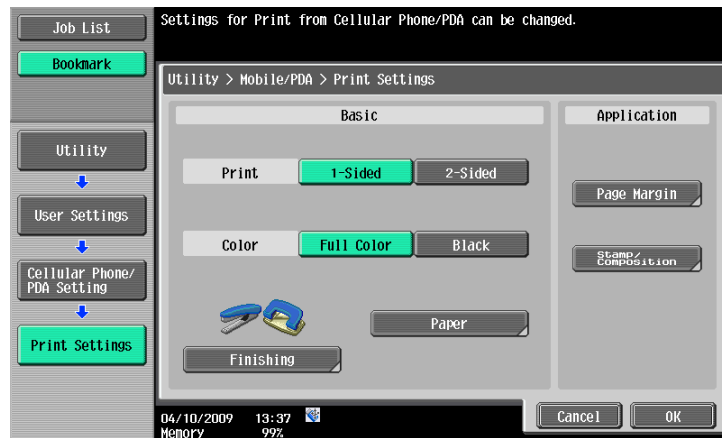 Job List
Settings for Print from Cellular Phone/PDA can be changed.
Bookmark
Utility > Mobile/PDA > Print Settings
Basic
Application
Utility
Print
1-Sided
2-Sided
Page Margin
User Settings
Color
Full Color
Black
Stamp/
Composition
Cellular Phone/
PDA Setting
Paper
Print Settings
Finishing
04/10/2009 13:37
Memory 99%
Cancel
OK